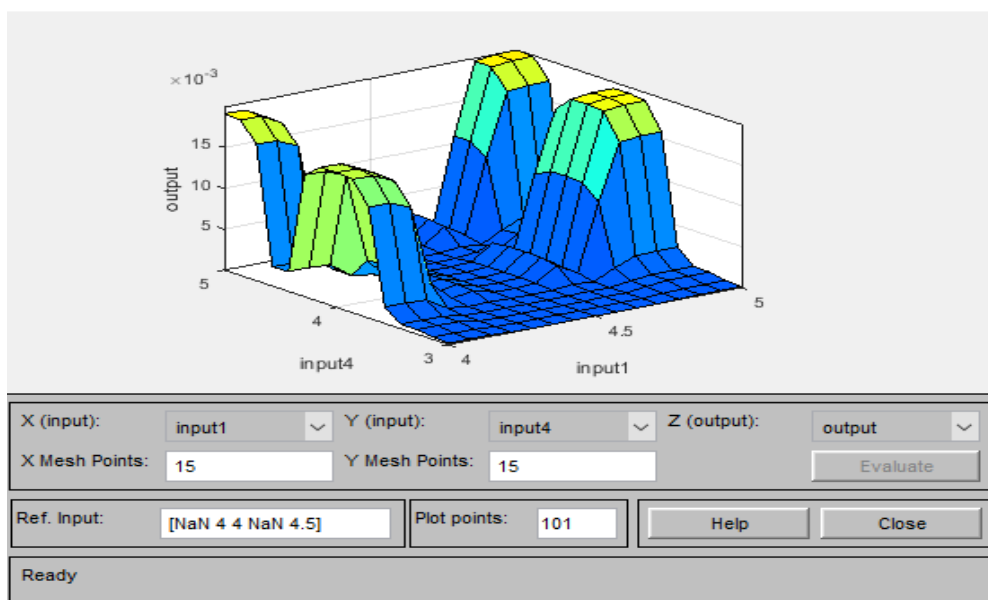 ×10⁻³
15
10
5
output
5
4
3
input4
4
4.5
5
input1
X (input): input1 Y (input): input4 Z (output): output
X Mesh Points: 15 Y Mesh Points: 15 Evaluate
Ref. Input: [NaN 4 4 NaN 4.5] Plot points: 101 Help Close
Ready